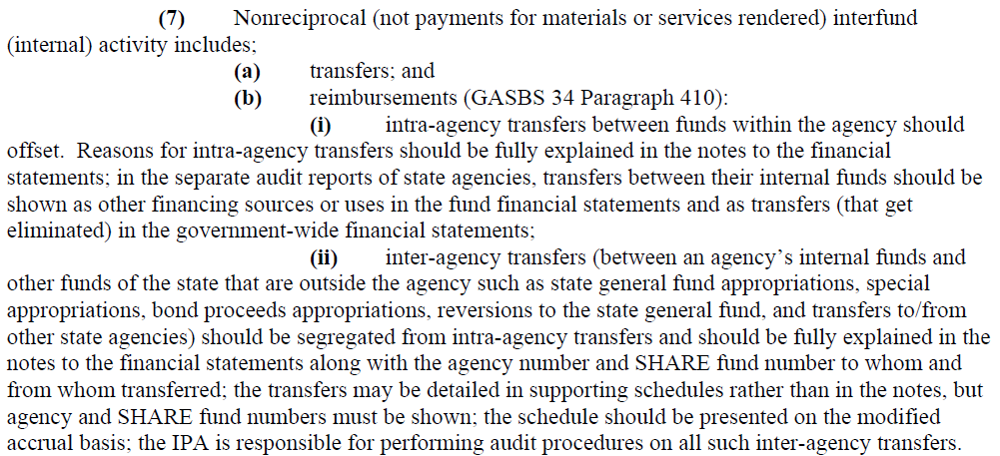 (7) Nonreciprocal (not payments for materials or services rendered) interfund
(internal) activity includes;
(a) transfers; and
(b) reimbursements (GASBS 34 Paragraph 410):
(i) intra-agency transfers between funds within the agency should
offset. Reasons for intra-agency transfers should be fully explained in the notes to the financial
statements; in the separate audit reports of state agencies, transfers between their internal funds should be
shown as other financing sources or uses in the fund financial statements and as transfers (that get
eliminated) in the government-wide financial statements;
(ii) inter-agency transfers (between an agency’s internal funds and
other funds of the state that are outside the agency such as state general fund appropriations, special
appropriations, bond proceeds appropriations, reversions to the state general fund, and transfers to/from
other state agencies) should be segregated from intra-agency transfers and should be fully explained in the
notes to the financial statements along with the agency number and SHARE fund number to whom and
from whom transferred; the transfers may be detailed in supporting schedules rather than in the notes, but
agency and SHARE fund numbers must be shown; the schedule should be presented on the modified
accrual basis; the IPA is responsible for performing audit procedures on all such inter-agency transfers.